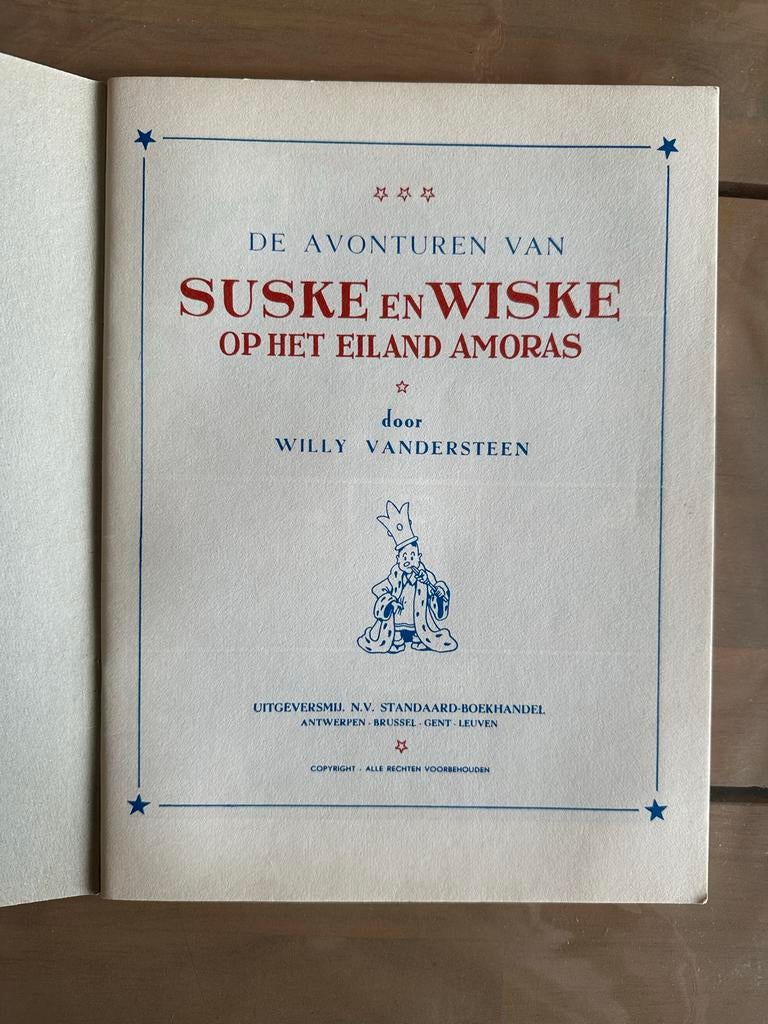 DE AVONTUREN VAN
SUSKE EN WISKE
OP HET EILAND AMORAS
door
WILLY VANDERSTEEN
UITGEVERSMIJ. N.V. STANDAARD-BOEKHANDEL
ANTWERPEN - BRUSSEL - GENT - LEUVEN
COPYRIGHT - ALLE RECHTEN VOORBEHOUDEN